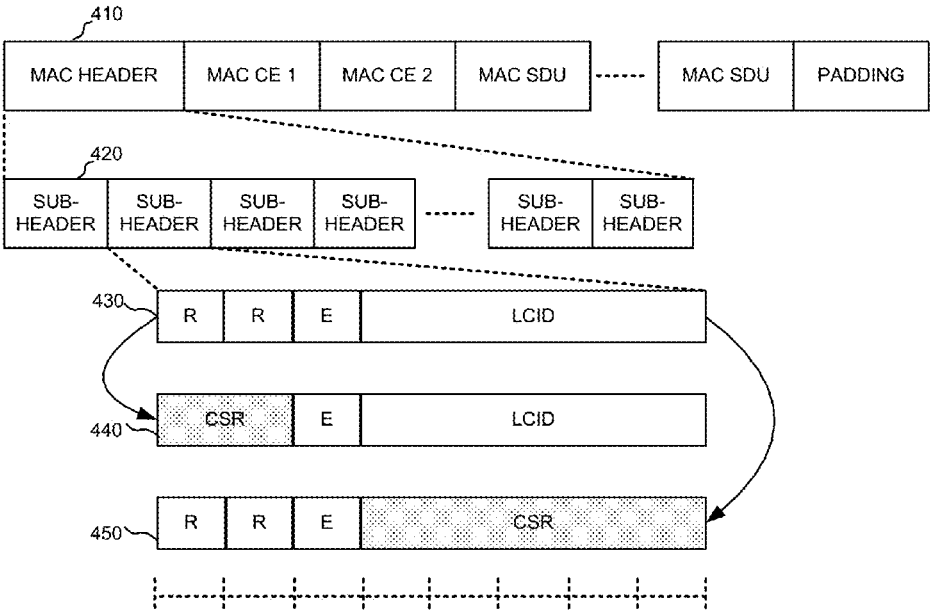 410
MAC HEADER MAC CE 1 MAC CE 2 MAC SDU MAC SDU PADDING
420
SUB- SUB- SUB- SUB- SUB- SUB-
HEADER HEADER HEADER HEADER HEADER HEADER
430 R R E LCID
440 CSR E LCID
450 R R E CSR